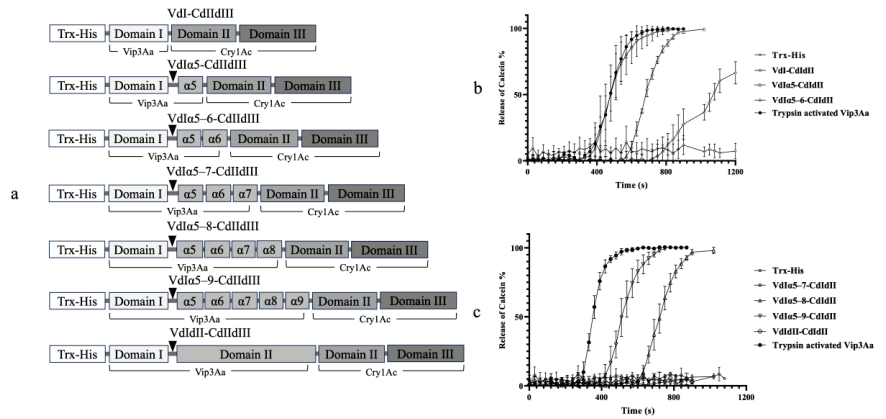 a
VdI-CdIIdIII
Trx-His Domain I Domain II Domain III
Vip3Aa Cry1Ac
VdIα5-CdIIdIII
Trx-His Domain I α5 Domain II Domain III
Vip3Aa Cry1Ac
VdIα5–6-CdIIdIII
Trx-His Domain I α5 α6 Domain II Domain III
Vip3Aa Cry1Ac
VdIα5–7-CdIIdIII
Trx-His Domain I α5 α6 α7 Domain II Domain III
Vip3Aa Cry1Ac
VdIα5–8-CdIIdIII
Trx-His Domain I α5 α6 α7 α8 Domain II Domain III
Vip3Aa Cry1Ac
VdIα5–9-CdIIdIII
Trx-His Domain I α5 α6 α7 α8 α9 Domain II Domain III
Vip3Aa Cry1Ac
VdIdII-CdIIdIII
Trx-His Domain I Domain II Domain II Domain III
Vip3Aa Cry1Ac
b
Release of Calcein %
100
50
0
0 400 800 1200
Time (s)
Trx-His
VdI-CdIdII
VdIα5-CdIdII
VdIα5–6-CdIdII
Trypsin activated Vip3Aa
c
Release of Calcein %
100
50
0
0 400 800 1200
Time (s)
Trx-His
VdIα5–7-CdIdII
VdIα5–8-CdIdII
VdIα5–9-CdIdII
VdIdII-CdIdII
Trypsin activated Vip3Aa